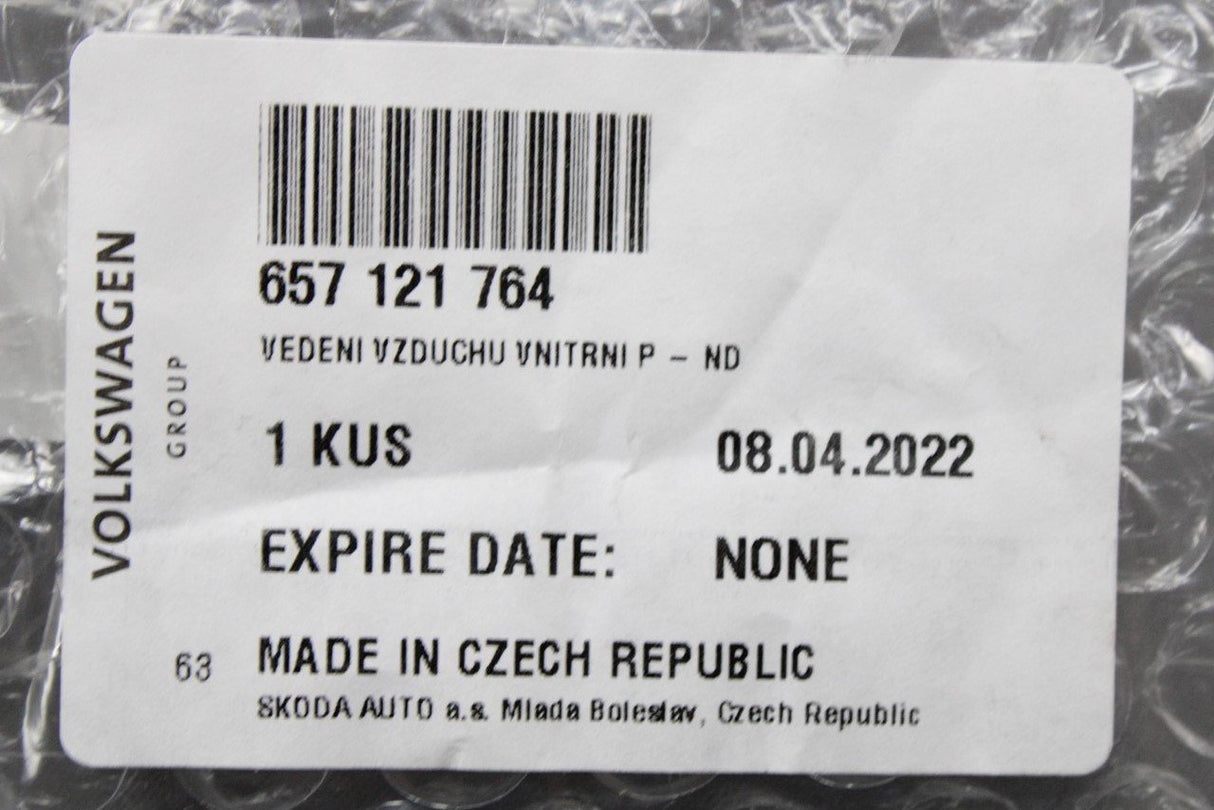 VOLKSWAGEN
GROUP
657 121 764
VEDENI VZDUCHU VNITRNI P – ND
1 KUS 08.04.2022
EXPIRE DATE: NONE
63 MADE IN CZECH REPUBLIC
SKODA AUTO a.s. Mlada Boleslav, Czech Republic